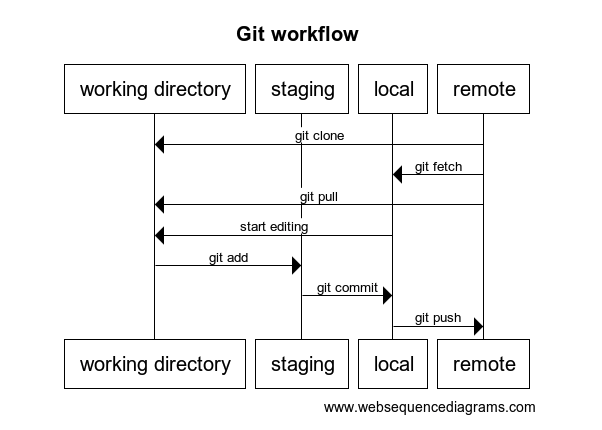 Git workflow
working directory staging local remote
git clone
git fetch
git pull
start editing
git add
git commit
git push
working directory staging local remote
www.websequencediagrams.com